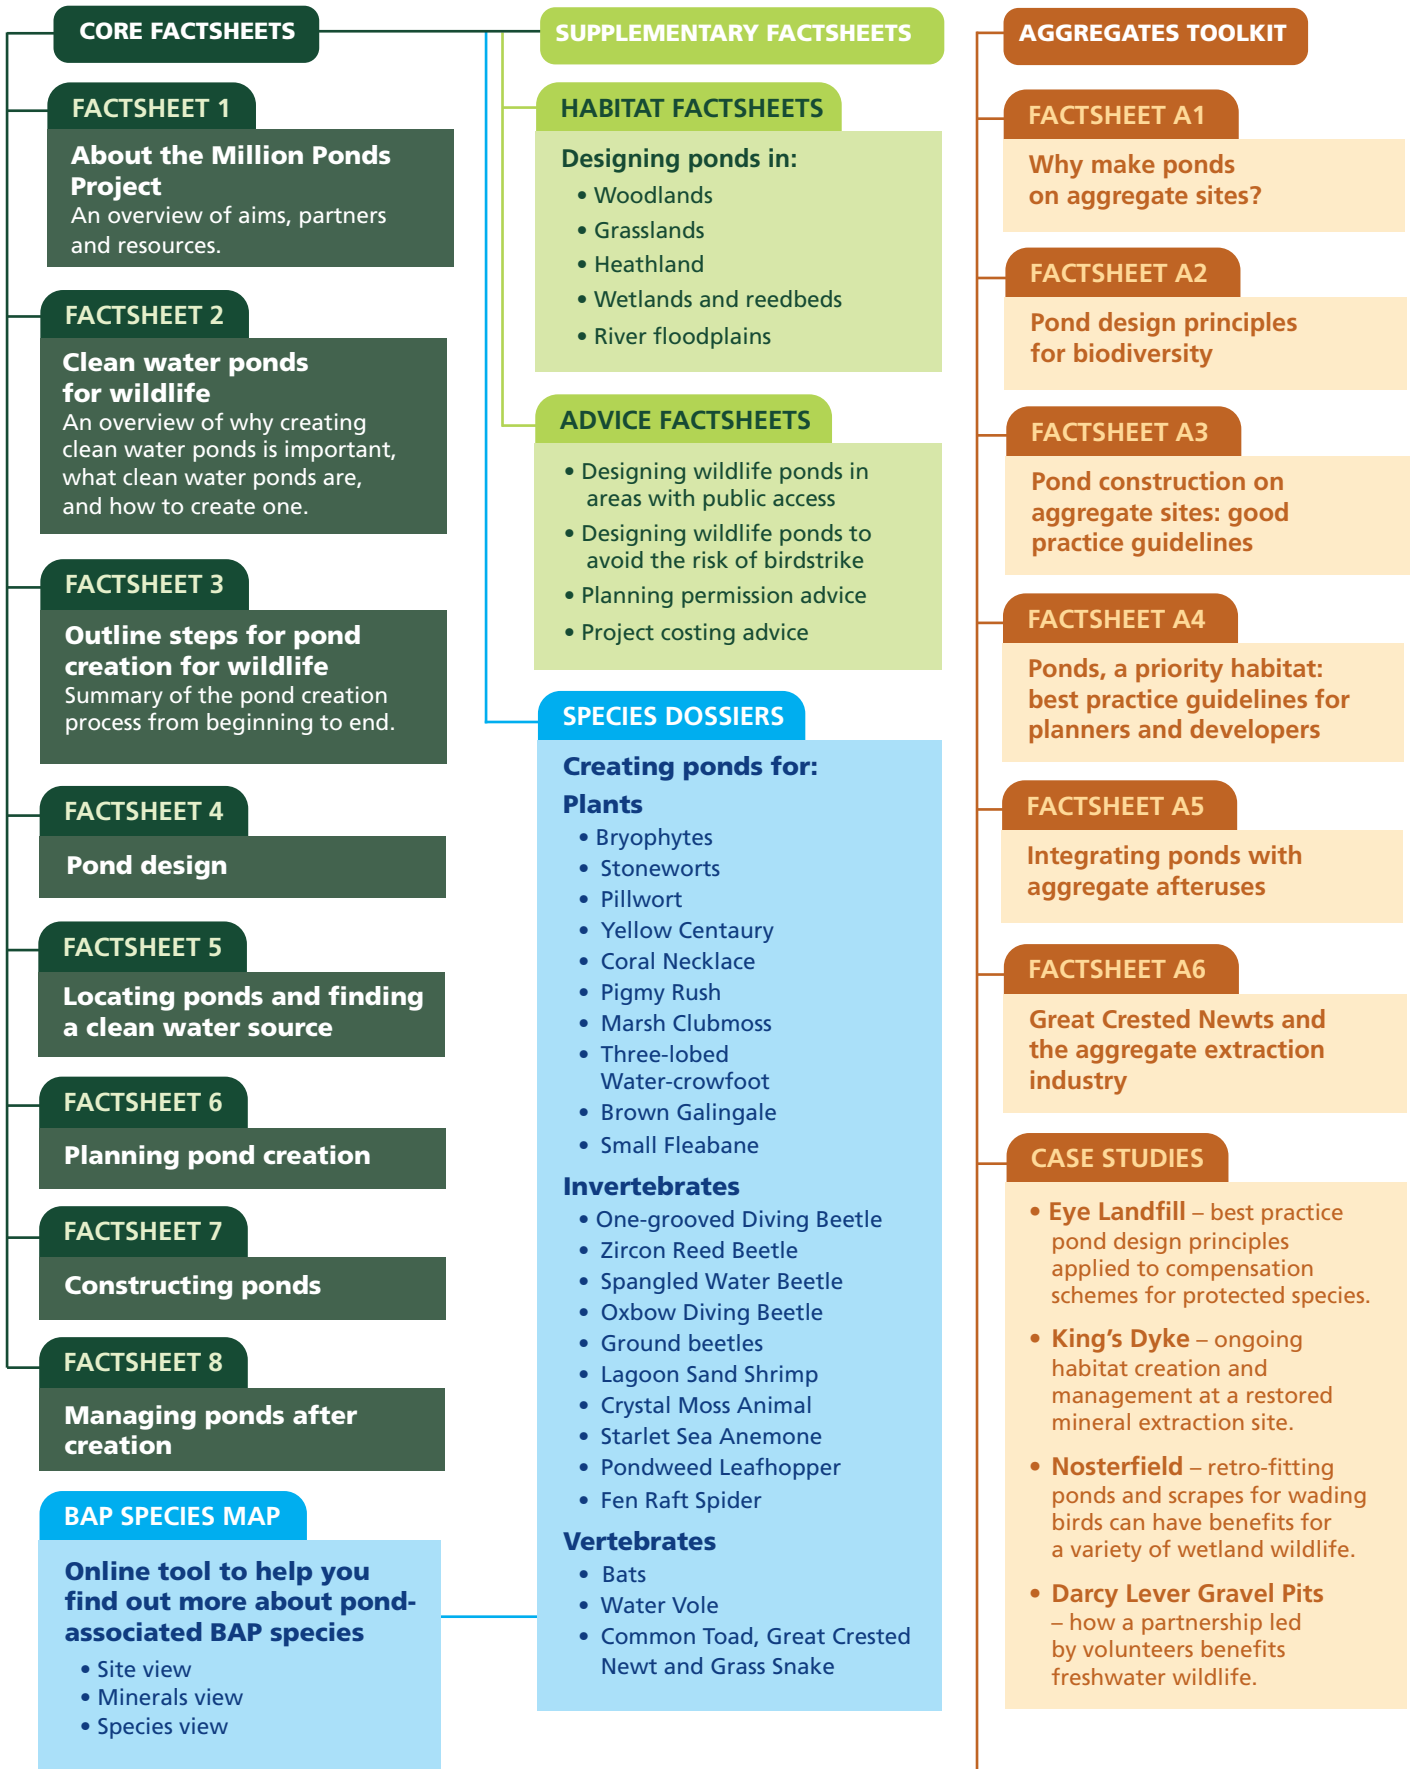 CORE FACTSHEETS
FACTSHEET 1
About the Million Ponds
Project
An overview of aims, partners
and resources.
FACTSHEET 2
Clean water ponds
for wildlife
An overview of why creating
clean water ponds is important,
what clean water ponds are,
and how to create one.
FACTSHEET 3
Outline steps for pond
creation for wildlife
Summary of the pond creation
process from beginning to end.
FACTSHEET 4
Pond design
FACTSHEET 5
Locating ponds and finding
a clean water source
FACTSHEET 6
Planning pond creation
FACTSHEET 7
Constructing ponds
FACTSHEET 8
Managing ponds after
creation
BAP SPECIES MAP
Online tool to help you
find out more about pond-
associated BAP species
• Site view
• Minerals view
• Species view
SUPPLEMENTARY FACTSHEETS
HABITAT FACTSHEETS
Designing ponds in:
• Woodlands
• Grasslands
• Heathland
• Wetlands and reedbeds
• River floodplains
ADVICE FACTSHEETS
• Designing wildlife ponds in
areas with public access
• Designing wildlife ponds to
avoid the risk of birdstrike
• Planning permission advice
• Project costing advice
SPECIES DOSSIERS
Creating ponds for:
Plants
• Bryophytes
• Stoneworts
• Pillwort
• Yellow Centaury
• Coral Necklace
• Pigmy Rush
• Marsh Clubmoss
• Three-lobed
Water-crowfoot
• Brown Galingale
• Small Fleabane
Invertebrates
• One-grooved Diving Beetle
• Zircon Reed Beetle
• Spangled Water Beetle
• Oxbow Diving Beetle
• Ground beetles
• Lagoon Sand Shrimp
• Crystal Moss Animal
• Starlet Sea Anemone
• Pondweed Leafhopper
• Fen Raft Spider
Vertebrates
• Bats
• Water Vole
• Common Toad, Great Crested
Newt and Grass Snake
AGGREGATES TOOLKIT
FACTSHEET A1
Why make ponds
on aggregate sites?
FACTSHEET A2
Pond design principles
for biodiversity
FACTSHEET A3
Pond construction on
aggregate sites: good
practice guidelines
FACTSHEET A4
Ponds, a priority habitat:
best practice guidelines for
planners and developers
FACTSHEET A5
Integrating ponds with
aggregate afteruses
FACTSHEET A6
Great Crested Newts and
the aggregate extraction
industry
CASE STUDIES
• Eye Landfill – best practice
pond design principles
applied to compensation
schemes for protected species.
• King’s Dyke – ongoing
habitat creation and
management at a restored
mineral extraction site.
• Nosterfield – retro-fitting
ponds and scrapes for wading
birds can have benefits for
a variety of wetland wildlife.
• Darcy Lever Gravel Pits
– how a partnership led
by volunteers benefits
freshwater wildlife.